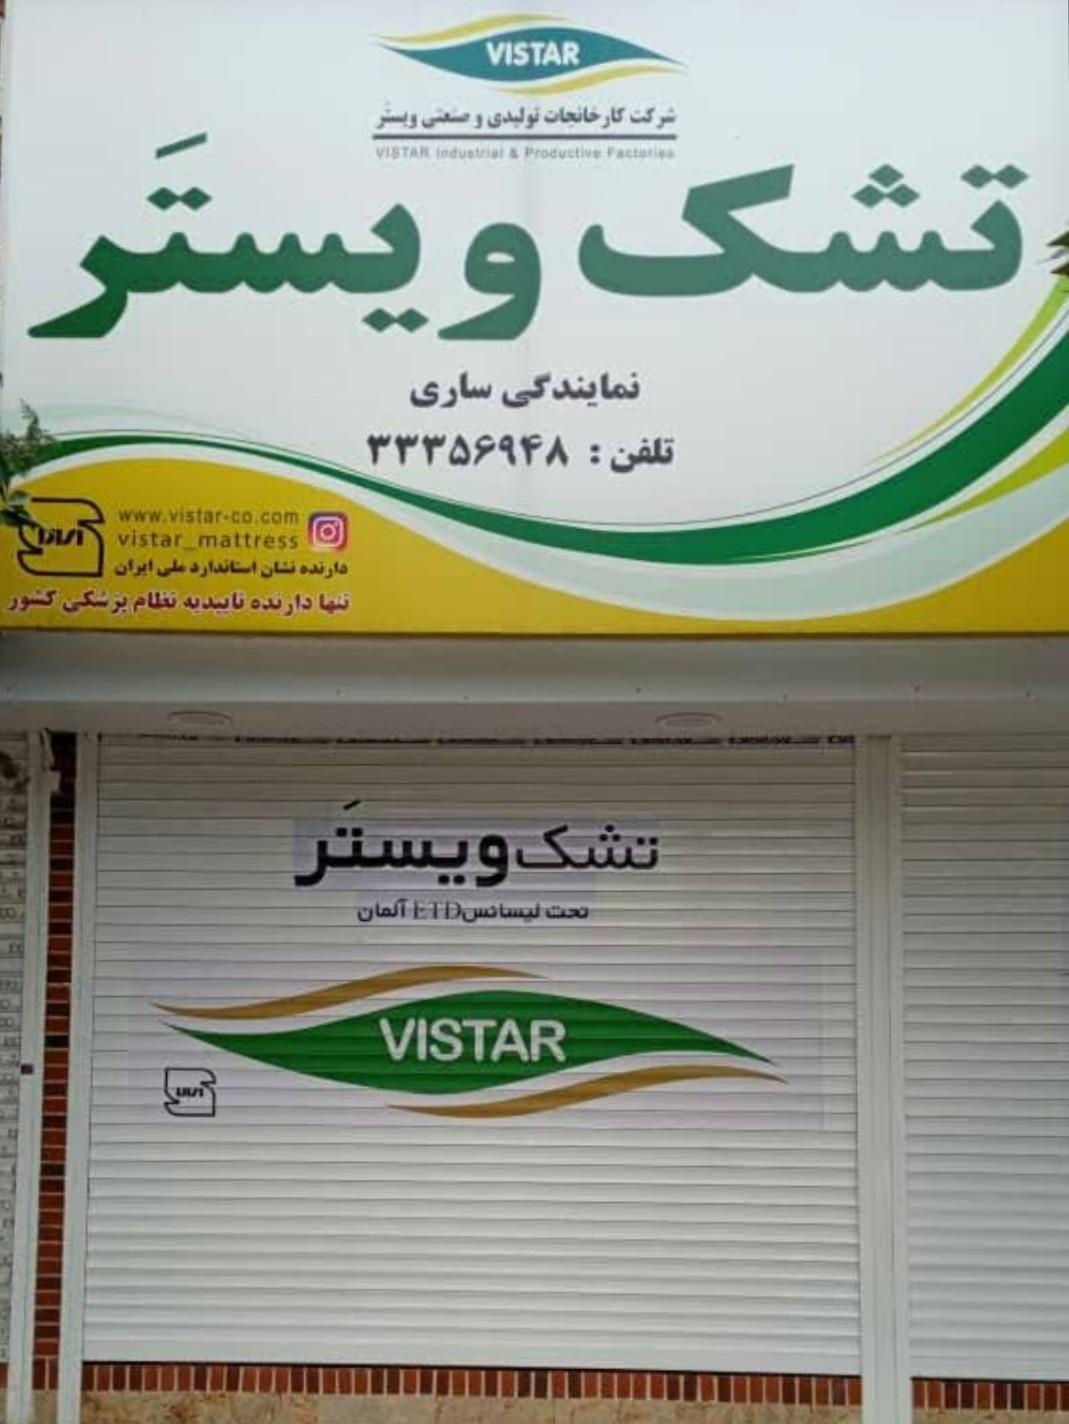 VISTAR
شرکت کارخانجات تولیدی و صنعتی ویستَر
VISTAR Industrial & Productive Factories
تشک ویستَر
نمایندگی ساری
تلفن : ۳۳۳۵۶۹۴۸
www.vistar-co.com
vistar_mattress
دارنده نشان استاندارد ملی ایران
تنها دارنده تاییدیه نظام پزشکی کشور
تشک ویستَر
تحت لیسانس ETD آلمان
VISTAR